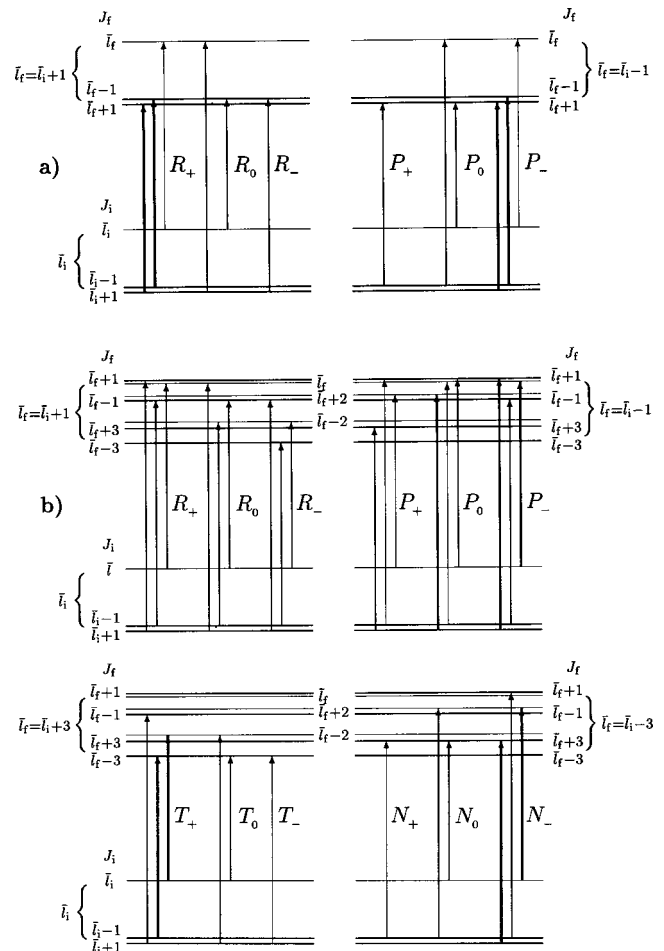 J_f J_f
l̄_f l̄_f
l̄_f=l̄_i+1 l̄_f=l̄_i−1
l̄_f−1 l̄_f−1
l̄_f+1 l̄_f+1
a) R_+ R_0 R_− P_+ P_0 P_−
J_i
l̄_i
l̄_i
l̄_i−1
l̄_i+1
J_f J_f
l̄_f+1 l̄_f l̄_f+1
l̄_f=l̄_i+1 l̄_f−1 l̄_f+2 l̄_f−1 l̄_f=l̄_i−1
l̄_f+3 l̄_f−2 l̄_f+3
l̄_f−3 l̄_f−3
b) R_+ R_0 R_− P_+ P_0 P_−
J_i
l̄
l̄_i
l̄_i−1
l̄_i+1
J_f J_f
l̄_f+1 l̄_f l̄_f+1
l̄_f=l̄_i+3 l̄_f−1 l̄_f+2 l̄_f−1 l̄_f=l̄_i−3
l̄_f+3 l̄_f−2 l̄_f+3
l̄_f−3 l̄_f−3
T_+ T_0 T_− N_+ N_0 N_−
J_i
l̄_i
l̄_i
l̄_i−1
l̄_i+1